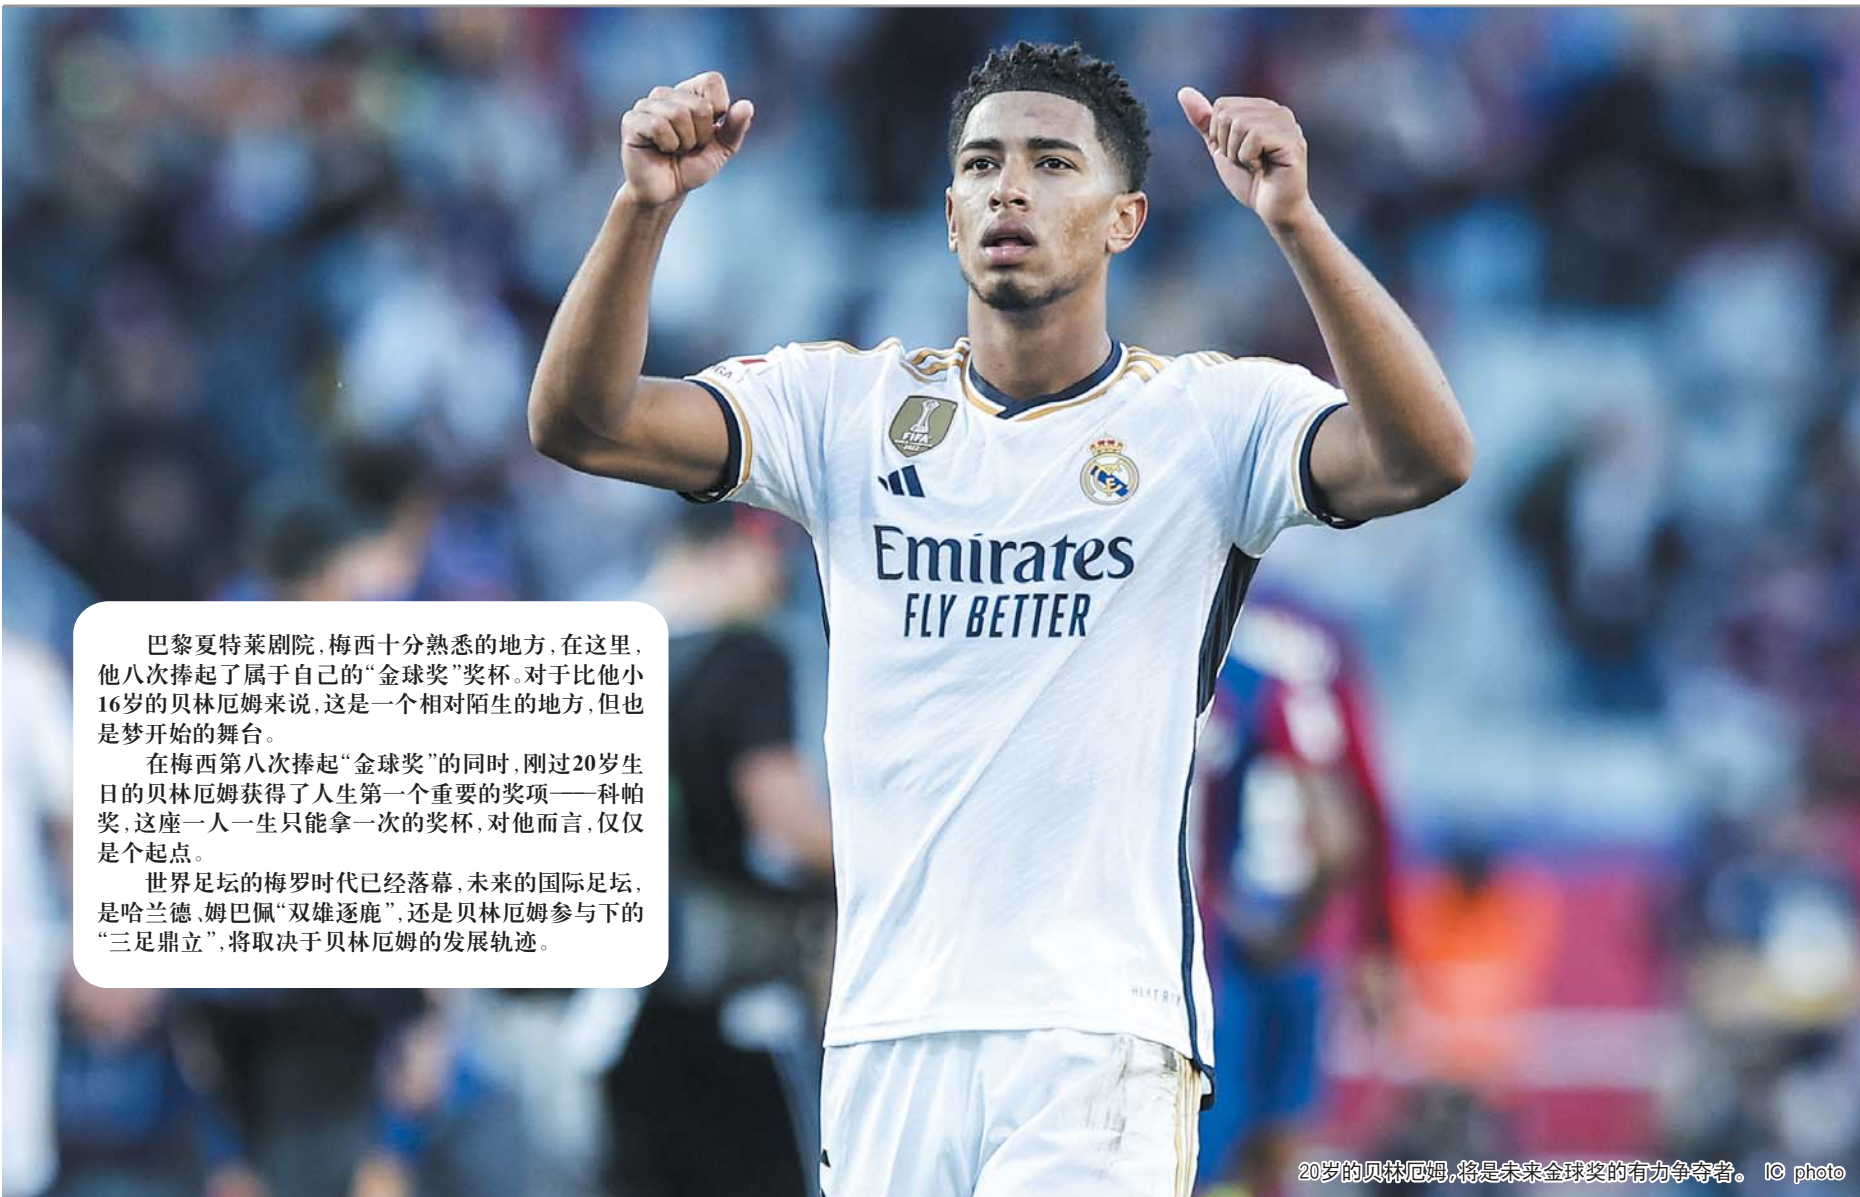 GA
FIFA
2022
Emirates
FLY BETTER
巴黎夏特莱剧院,梅西十分熟悉的地方,在这里,
他八次捧起了属于自己的“金球奖”奖杯。对于比他小
16岁的贝林厄姆来说,这是一个相对陌生的地方,但也
是梦开始的舞台。
在梅西第八次捧起“金球奖”的同时,刚过20岁生
日的贝林厄姆获得了人生第一个重要的奖项——科帕
奖,这座一人一生只能拿一次的奖杯,对他而言,仅仅
是个起点。
世界足坛的梅罗时代已经落幕,未来的国际足坛,
是哈兰德、姆巴佩“双雄逐鹿”,还是贝林厄姆参与下的
“三足鼎立”,将取决于贝林厄姆的发展轨迹。
20岁的贝林厄姆,将是未来金球奖的有力争夺者。 IC photo